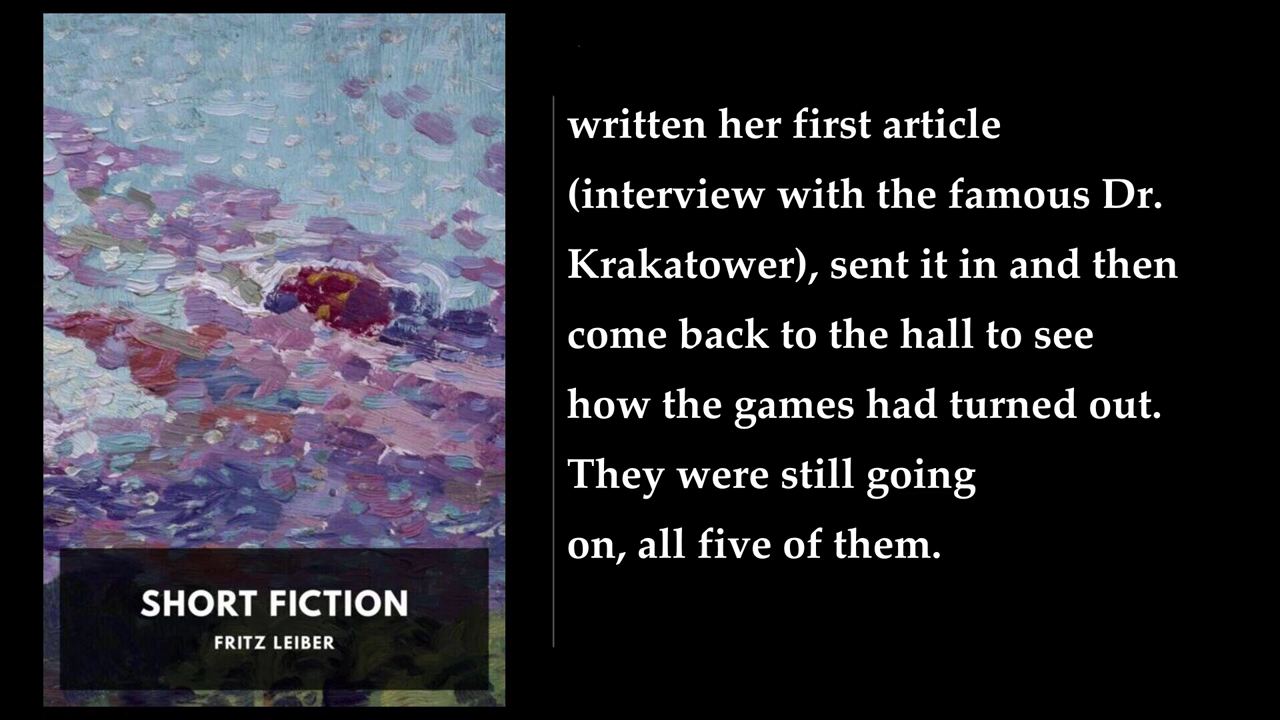 SHORT FICTION
FRITZ LEIBER
written her first article
(interview with the famous Dr.
Krakatower), sent it in and then
come back to the hall to see
how the games had turned out.
They were still going
on, all five of them.